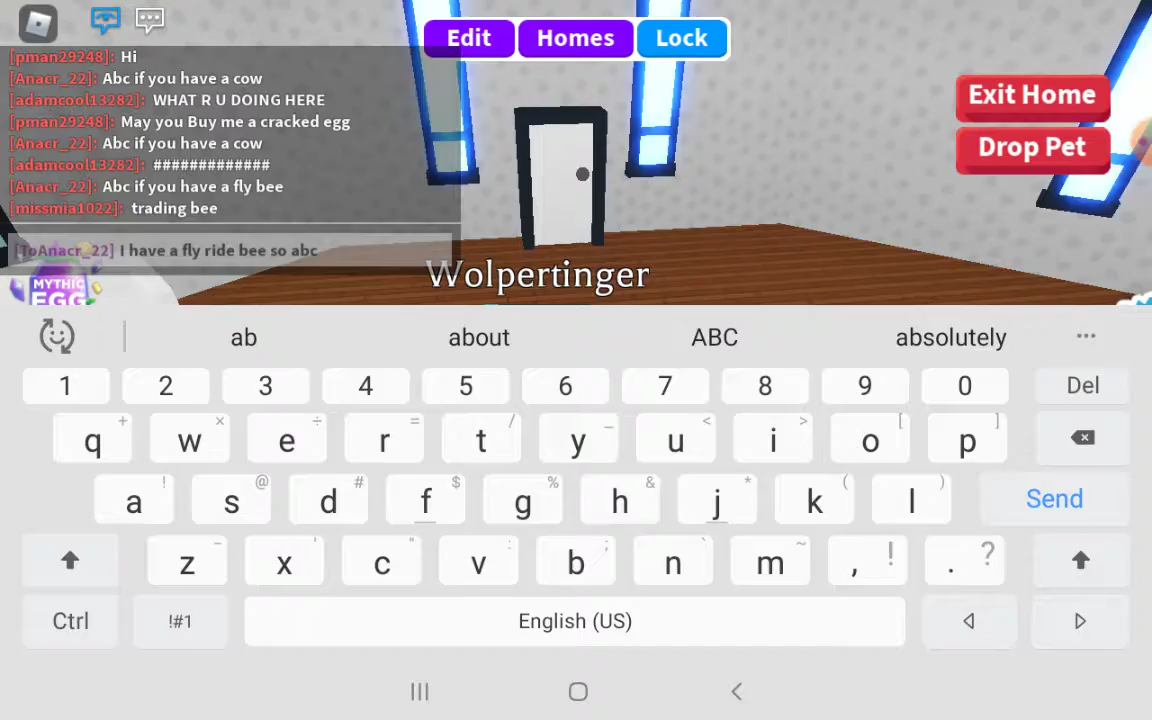 Edit Homes Lock
[pman29248]: Hi
[Anacr_22]: Abc if you have a cow
[adamcool13282]: WHAT R U DOING HERE
[pman29248]: May you Buy me a cracked egg
[Anacr_22]: Abc if you have a cow
[adamcool13282]: #############
[Anacr_22]: Abc if you have a fly bee
[missmia1022]: trading bee
[ToAnacr_22] I have a fly ride bee so abc
Exit Home
Drop Pet
MYTHIC
EGG
Wolpertinger
ab about ABC absolutely ...
1 2 3 4 5 6 7 8 9 0 Del
q + w × e ÷ r = t / y _ u < i > o [ p ]
a ! s @ d # f $ g % h & j * k ( l ) Send
z - x ' c " v : b ; n ` m ~ , ! . ?
Ctrl !#1 English (US)